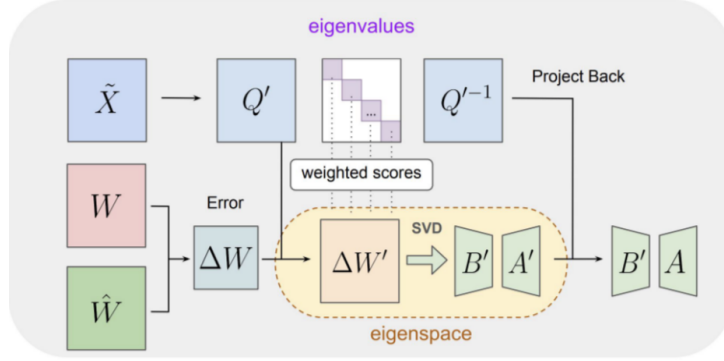 eigenvalues
X̃
Q′
...
Q′⁻¹
Project Back
weighted scores
W
Error
ΔW
ΔW′
SVD
B′
A′
B′
A
Ŵ
eigenspace